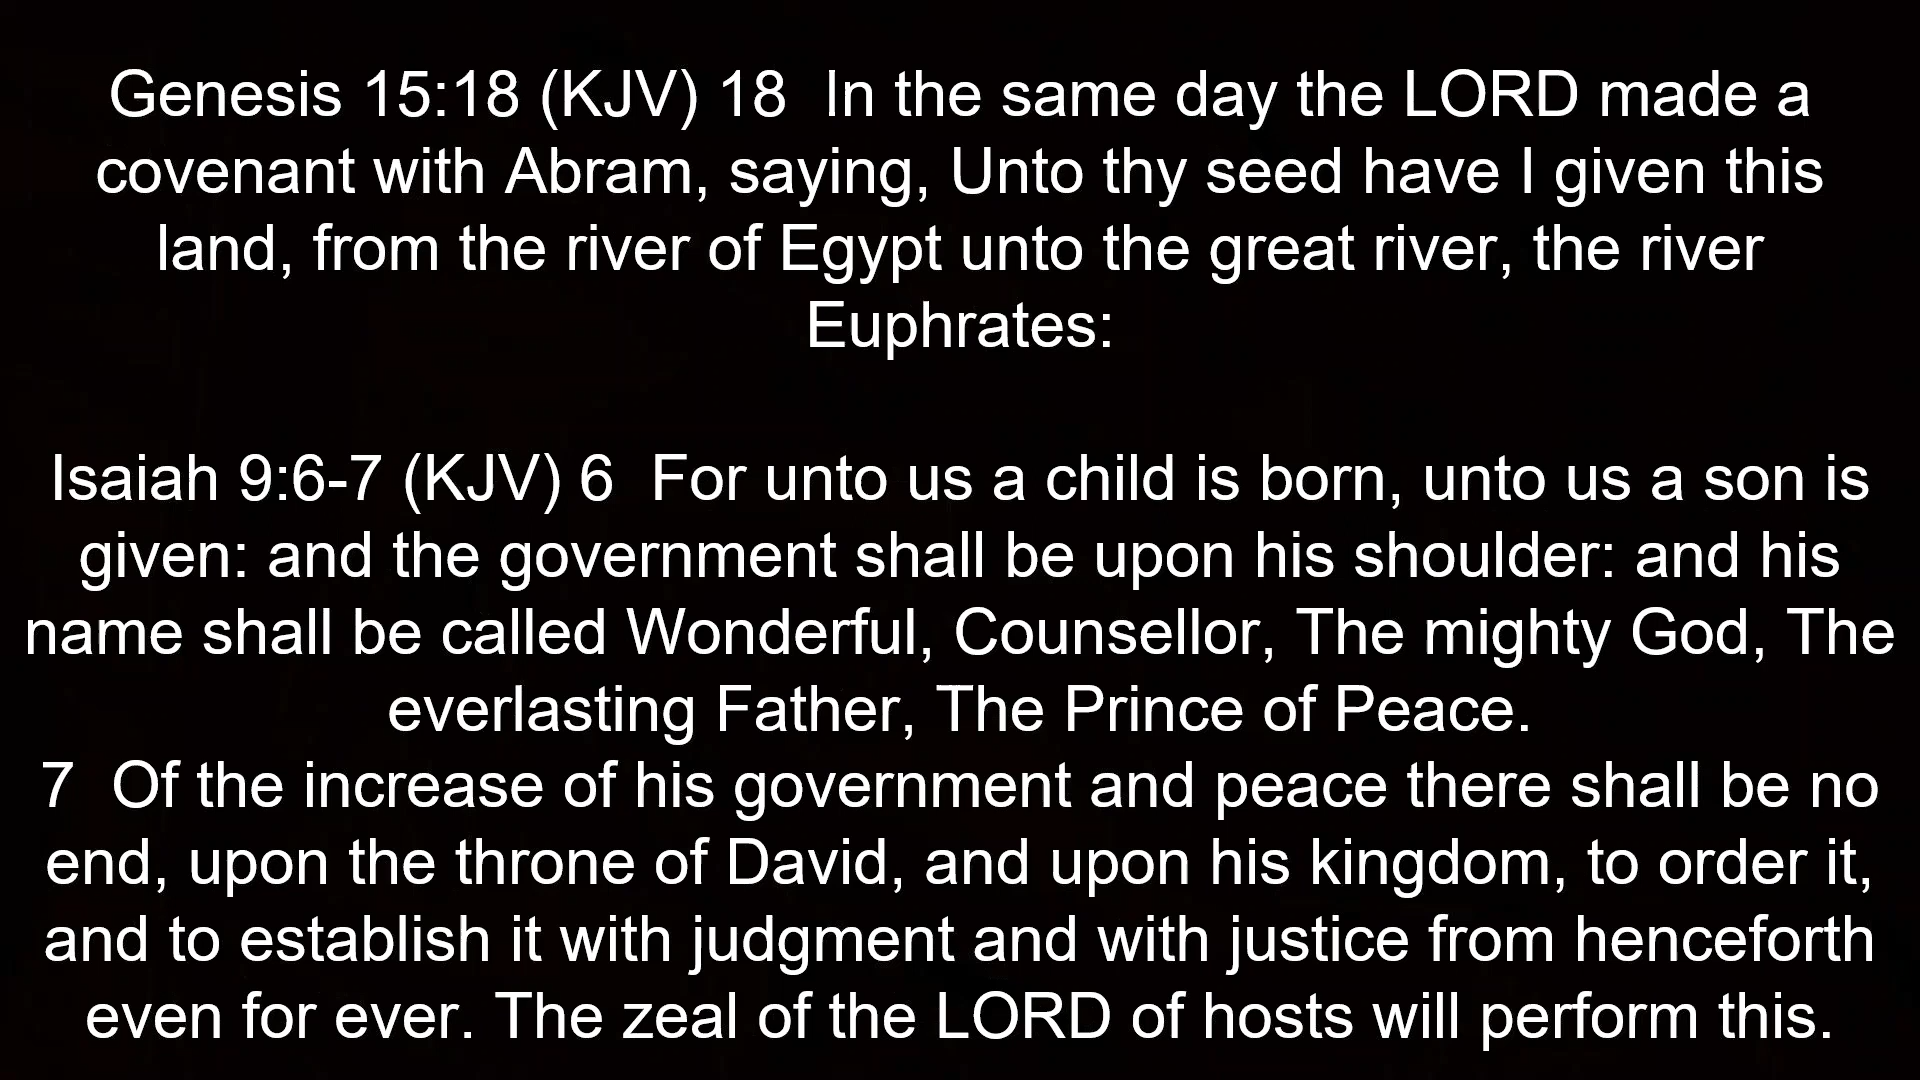 Genesis 15:18 (KJV) 18  In the same day the LORD made a
covenant with Abram, saying, Unto thy seed have I given this
land, from the river of Egypt unto the great river, the river
Euphrates:
Isaiah 9:6-7 (KJV) 6  For unto us a child is born, unto us a son is
given: and the government shall be upon his shoulder: and his
name shall be called Wonderful, Counsellor, The mighty God, The
everlasting Father, The Prince of Peace.
7  Of the increase of his government and peace there shall be no
end, upon the throne of David, and upon his kingdom, to order it,
and to establish it with judgment and with justice from henceforth
even for ever. The zeal of the LORD of hosts will perform this.